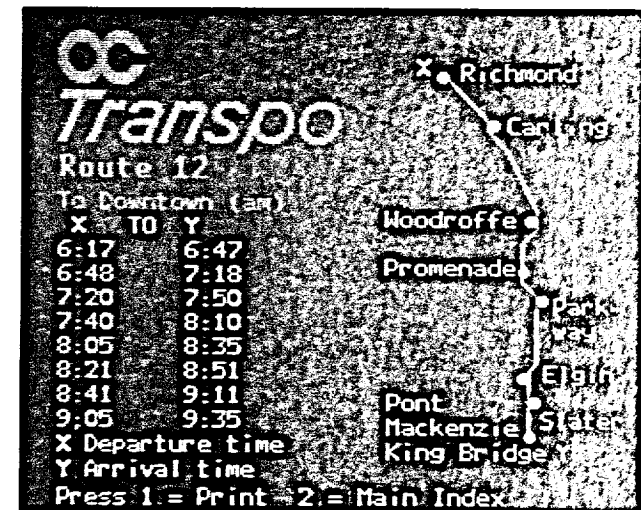 OC
Transpo
Route 12
To Downtown (am)
X TO Y
6:17 6:47
6:48 7:18
7:20 7:50
7:40 8:10
8:05 8:35
8:21 8:51
8:41 9:11
9:05 9:35
X Departure time
Y Arrival time
Press 1 = Print 2 = Main Index
X Richmond
Carling
Woodroffe
Promenade
Park
Elgin
Slater
Pont
Mackenzie
King Bridge Y